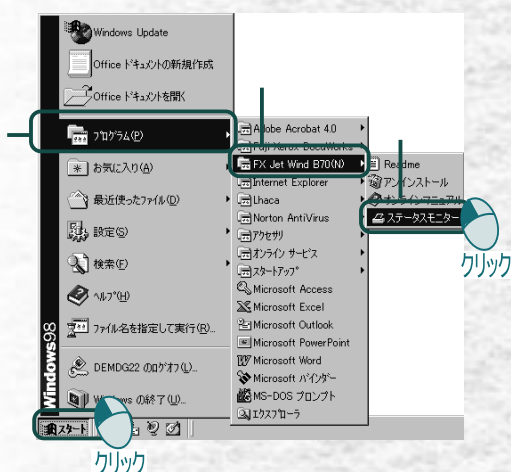 Windows Update
Office ﾄﾞｷｭﾒﾝﾄの新規作成
Office ﾄﾞｷｭﾒﾝﾄを開く
ﾌﾟﾛｸﾞﾗﾑ(P)
お気に入り(A)
最近使ったﾌｧｲﾙ(D)
設定(S)
検索(F)
ﾍﾙﾌﾟ(H)
ﾌｧｲﾙ名を指定して実行(R)...
DEMDG22 のﾛｸﾞｵﾌ(L)...
Windows の終了(U)...
Windows98
スタート
クリック
Adobe Acrobat 4.0
Fuji Xerox DocuWorks
FX Jet Wind B70(N)
Internet Explorer
Lhaca
Norton AntiVirus
ｱｸｾｻﾘ
ｵﾝﾗｲﾝ ｻｰﾋﾞｽ
ｽﾀｰﾄｱｯﾌﾟ
Microsoft Access
Microsoft Excel
Microsoft Outlook
Microsoft PowerPoint
Microsoft Word
Microsoft ﾊﾞｲﾝﾀﾞｰ
MS-DOS プロンプト
ｴｸｽﾌﾟﾛｰﾗ
Readme
アンインストール
オンラインマニュアル
ステータスモニター
クリック